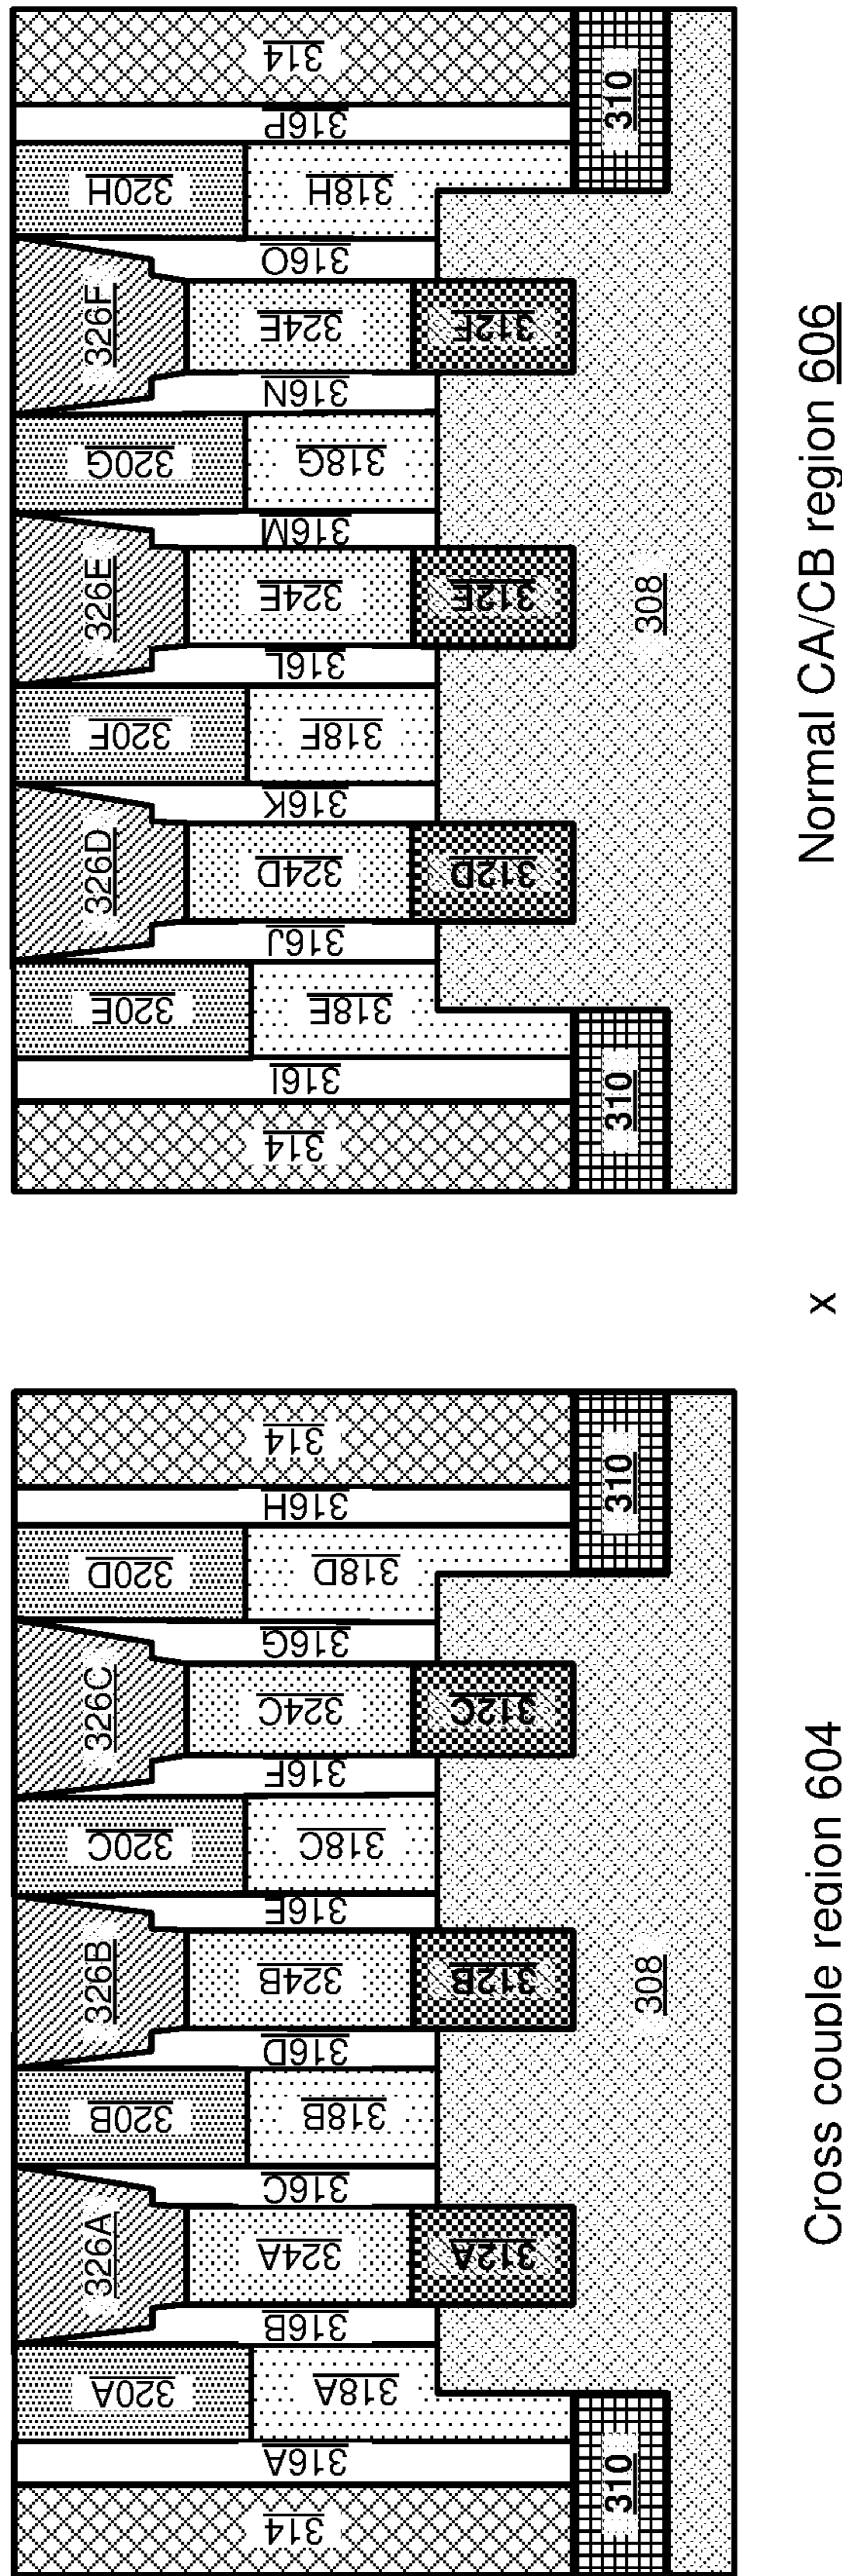 326A
326B
326C
320A
320B
320C
320D
314
316A
316B
324A
316C
316D
324B
316E
316F
324C
316G
316H
314
318A
318B
318C
318D
312A
312B
312C
310
310
308
Cross couple region 604
x
326D
326E
326F
320E
320F
320G
320H
314
316I
316J
324D
316K
316L
324E
316M
316N
324E
316O
316P
314
318E
318F
318G
318H
312D
312E
312F
310
310
308
Normal CA/CB region 606